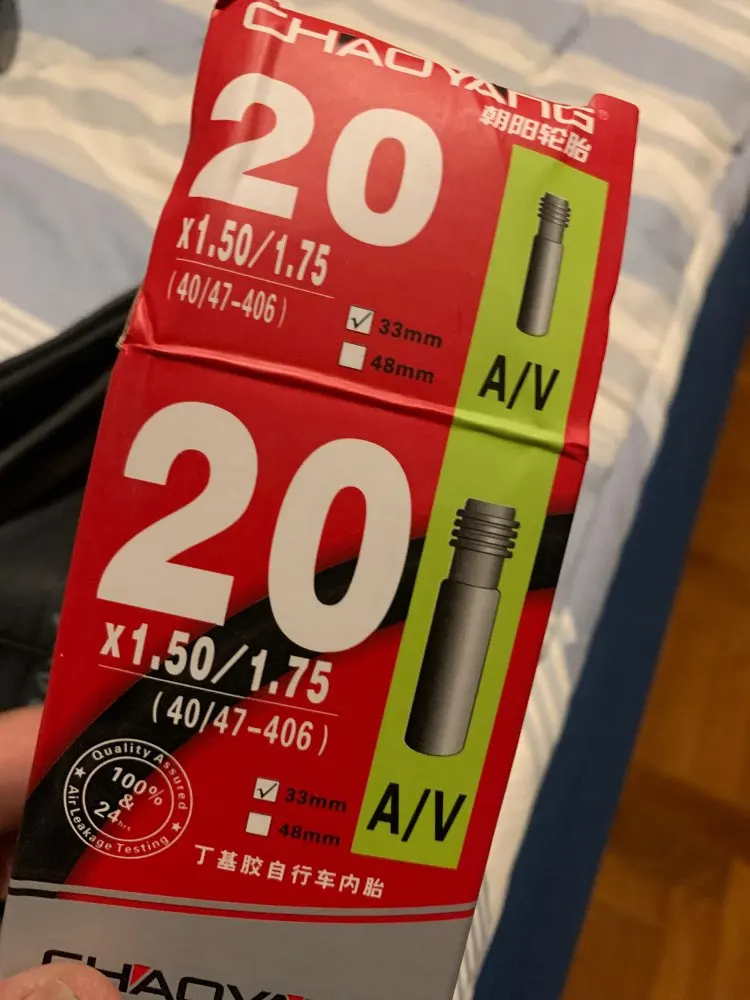 CHAOYANG®
朝阳轮胎
20
x1.50/1.75
(40/47-406)
33mm
48mm
A/V
20
x1.50/1.75
(40/47-406)
Quality Assured
100%
&
24hrs
Air Leakage Testing
33mm
48mm
A/V
丁基胶自行车内胎
CHAOYANG